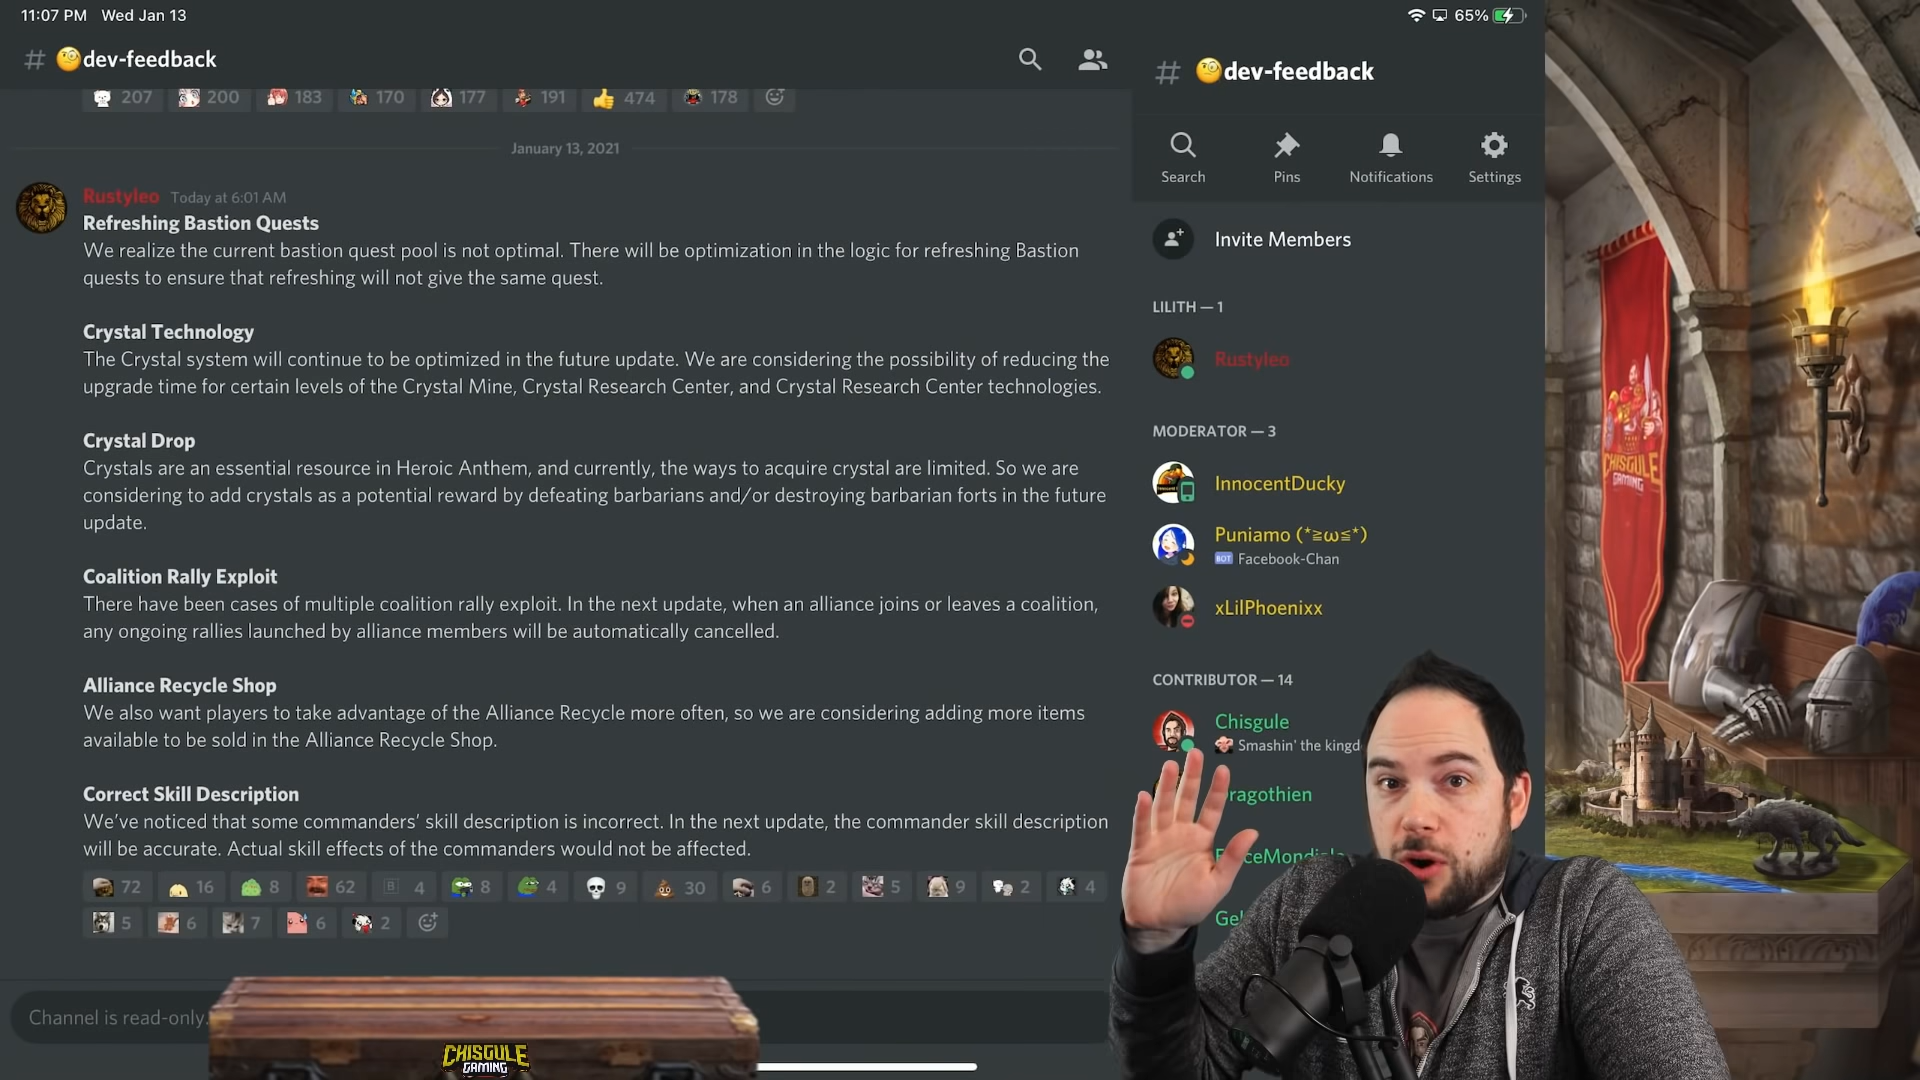 11:07 PM Wed Jan 13
65%
# dev-feedback
207 200 183 170 177 191 474 178
January 13, 2021
Rustyleo Today at 6:01 AM
Refreshing Bastion Quests
We realize the current bastion quest pool is not optimal. There will be optimization in the logic for refreshing Bastion
quests to ensure that refreshing will not give the same quest.
Crystal Technology
The Crystal system will continue to be optimized in the future update. We are considering the possibility of reducing the
upgrade time for certain levels of the Crystal Mine, Crystal Research Center, and Crystal Research Center technologies.
Crystal Drop
Crystals are an essential resource in Heroic Anthem, and currently, the ways to acquire crystal are limited. So we are
considering to add crystals as a potential reward by defeating barbarians and/or destroying barbarian forts in the future
update.
Coalition Rally Exploit
There have been cases of multiple coalition rally exploit. In the next update, when an alliance joins or leaves a coalition,
any ongoing rallies launched by alliance members will be automatically cancelled.
Alliance Recycle Shop
We also want players to take advantage of the Alliance Recycle more often, so we are considering adding more items
available to be sold in the Alliance Recycle Shop.
Correct Skill Description
We've noticed that some commanders' skill description is incorrect. In the next update, the commander skill description
will be accurate. Actual skill effects of the commanders would not be affected.
72 16 8 62 B 4 8 4 9 30 6 2 5 9 2 4
5 6 7 6 2
Channel is read-only.
CHISGULE
GAMING
# dev-feedback
Search Pins Notifications Settings
Invite Members
LILITH — 1
Rustyleo
MODERATOR — 3
InnocentDucky
Puniamo (*≧ω≦*)
BOT Facebook-Chan
xLilPhoenixx
CONTRIBUTOR — 14
Chisgule
Smashin' the kingd
ragothien
ceMondi
Gel
CHISGULE
GAMING